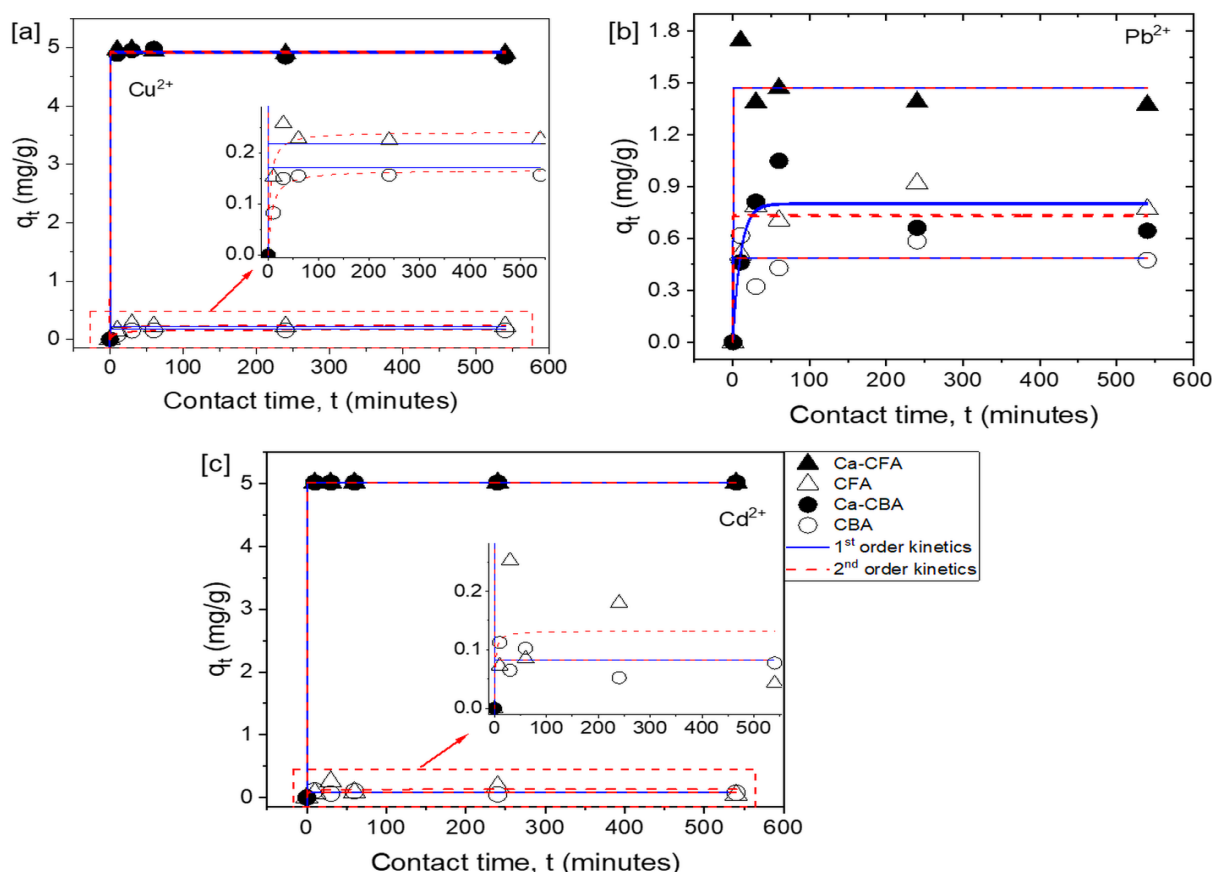 [a]
Cu²⁺
qₜ (mg/g)
5
4
3
2
1
0
0 100 200 300 400 500 600
Contact time, t (minutes)
0.2
0.1
0.0
0 100 200 300 400 500
[b]
Pb²⁺
qₜ (mg/g)
1.8
1.5
1.2
0.9
0.6
0.3
0.0
0 100 200 300 400 500 600
Contact time, t (minutes)
[c]
Cd²⁺
qₜ (mg/g)
5
4
3
2
1
0
0 100 200 300 400 500 600
Contact time, t (minutes)
0.2
0.1
0.0
0 100 200 300 400 500
Ca-CFA
CFA
Ca-CBA
CBA
1ˢᵗ order kinetics
2ⁿᵈ order kinetics